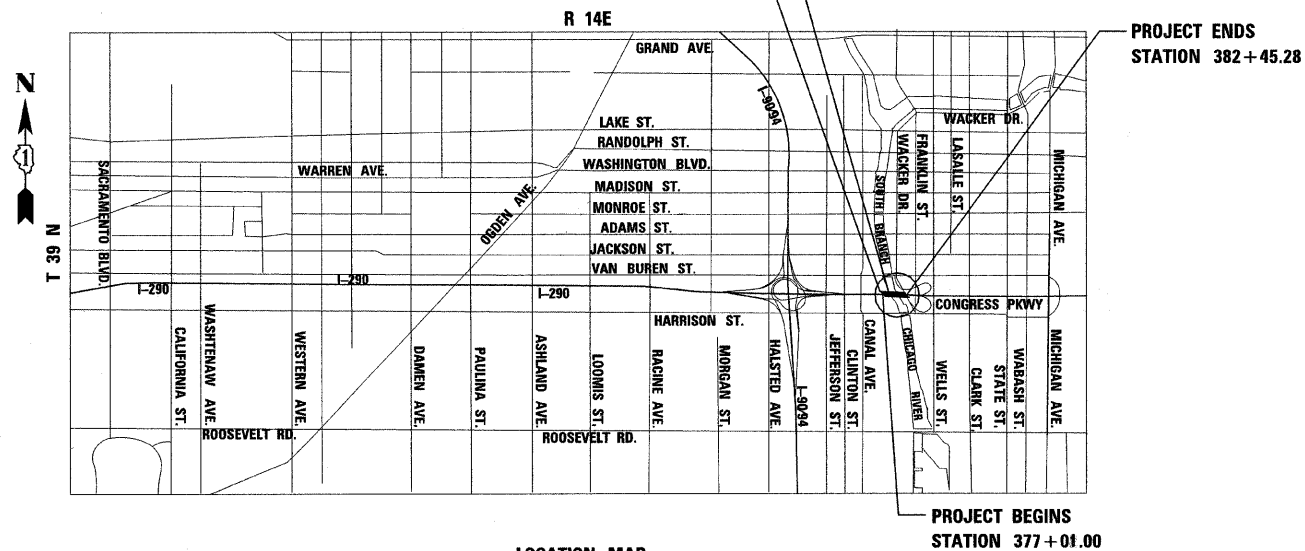 R 14E
PROJECT ENDS
STATION 382+45.28
GRAND AVE.
N
I-90/94
1
LAKE ST.
WACKER DR.
RANDOLPH ST.
WASHINGTON BLVD.
WARREN AVE.
MADISON ST.
MONROE ST.
ADAMS ST.
JACKSON ST.
VAN BUREN ST.
SACRAMENTO BLVD.
OGDEN AVE.
SOUTH BRANCH
WACKER DR.
FRANKLIN ST.
LASALLE ST.
MICHIGAN AVE.
T 39 N
I-290
I-290
I-290
CONGRESS PKWY
HARRISON ST.
CALIFORNIA ST.
WASHTENAW AVE.
WESTERN AVE.
DAMEN AVE.
PAULINA ST.
ASHLAND AVE.
LOOMIS ST.
RACINE AVE.
MORGAN ST.
HALSTED AVE.
I-90/94
JEFFERSON ST.
CLINTON ST.
CANAL AVE.
CHICAGO RIVER
WELLS ST.
CLARK ST.
STATE ST.
WABASH ST.
MICHIGAN AVE.
ROOSEVELT RD.
ROOSEVELT RD.
PROJECT BEGINS
STATION 377+01.00
LOCATION MAP